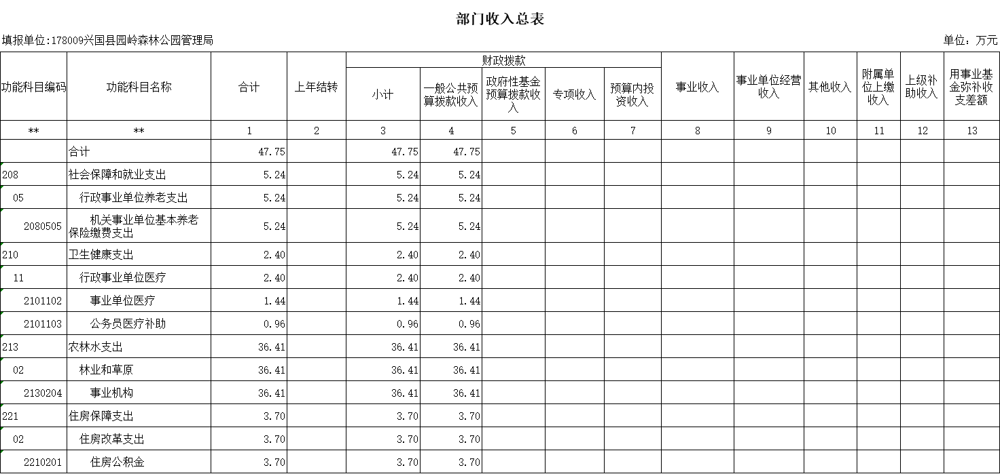 部门收入总表
填报单位:178009兴国县园岭森林公园管理局 单位：万元
功能科目编码 功能科目名称 合计 上年结转 财政拨款 事业收入 事业单位经营收入 其他收入 附属单位上缴收入 上级补助收入 用事业基金弥补收支差额
小计 一般公共预算拨款收入 政府性基金预算拨款收入 专项收入 预算内投资收入
** ** 1 2 3 4 5 6 7 8 9 10 11 12 13
合计 47.75 47.75 47.75
208 社会保障和就业支出 5.24 5.24 5.24
05 行政事业单位养老支出 5.24 5.24 5.24
2080505 机关事业单位基本养老保险缴费支出 5.24 5.24 5.24
210 卫生健康支出 2.40 2.40 2.40
11 行政事业单位医疗 2.40 2.40 2.40
2101102 事业单位医疗 1.44 1.44 1.44
2101103 公务员医疗补助 0.96 0.96 0.96
213 农林水支出 36.41 36.41 36.41
02 林业和草原 36.41 36.41 36.41
2130204 事业机构 36.41 36.41 36.41
221 住房保障支出 3.70 3.70 3.70
02 住房改革支出 3.70 3.70 3.70
2210201 住房公积金 3.70 3.70 3.70